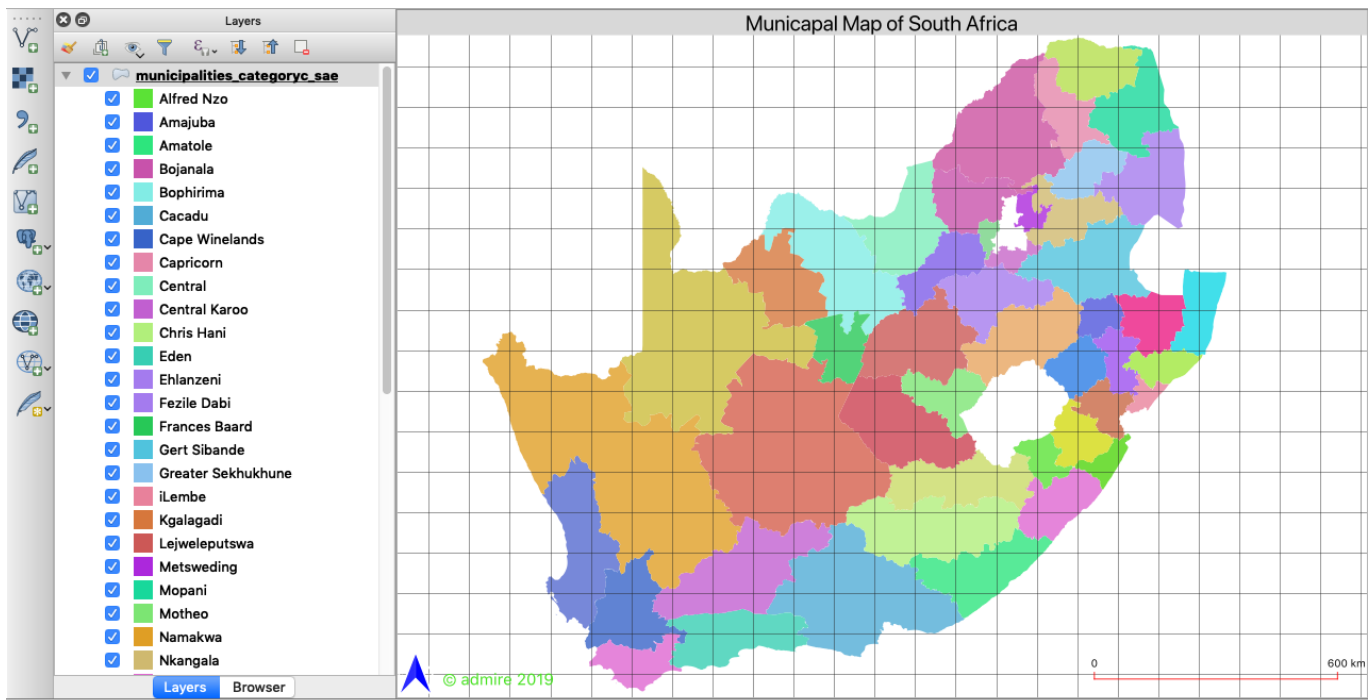 Layers
Municapal Map of South Africa
municipalities_categoryc_sae
Alfred Nzo
Amajuba
Amatole
Bojanala
Bophirima
Cacadu
Cape Winelands
Capricorn
Central
Central Karoo
Chris Hani
Eden
Ehlanzeni
Fezile Dabi
Frances Baard
Gert Sibande
Greater Sekhukhune
iLembe
Kgalagadi
Lejweleputswa
Metsweding
Mopani
Motheo
Namakwa
Nkangala
Layers Browser
© admire 2019
0 600 km